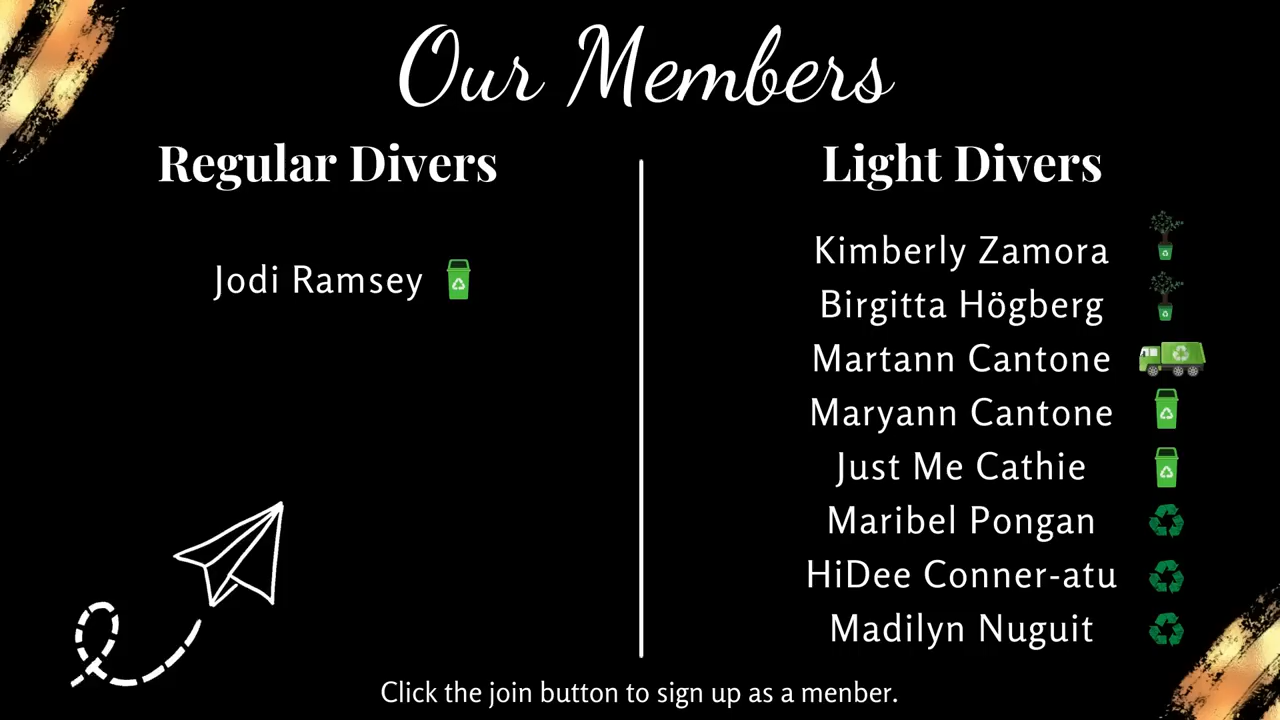 Our Members
Regular Divers
Jodi Ramsey
Light Divers
Kimberly Zamora
Birgitta Högberg
Martann Cantone
Maryann Cantone
Just Me Cathie
Maribel Pongan
HiDee Conner-atu
Madilyn Nuguit
Click the join button to sign up as a menber.